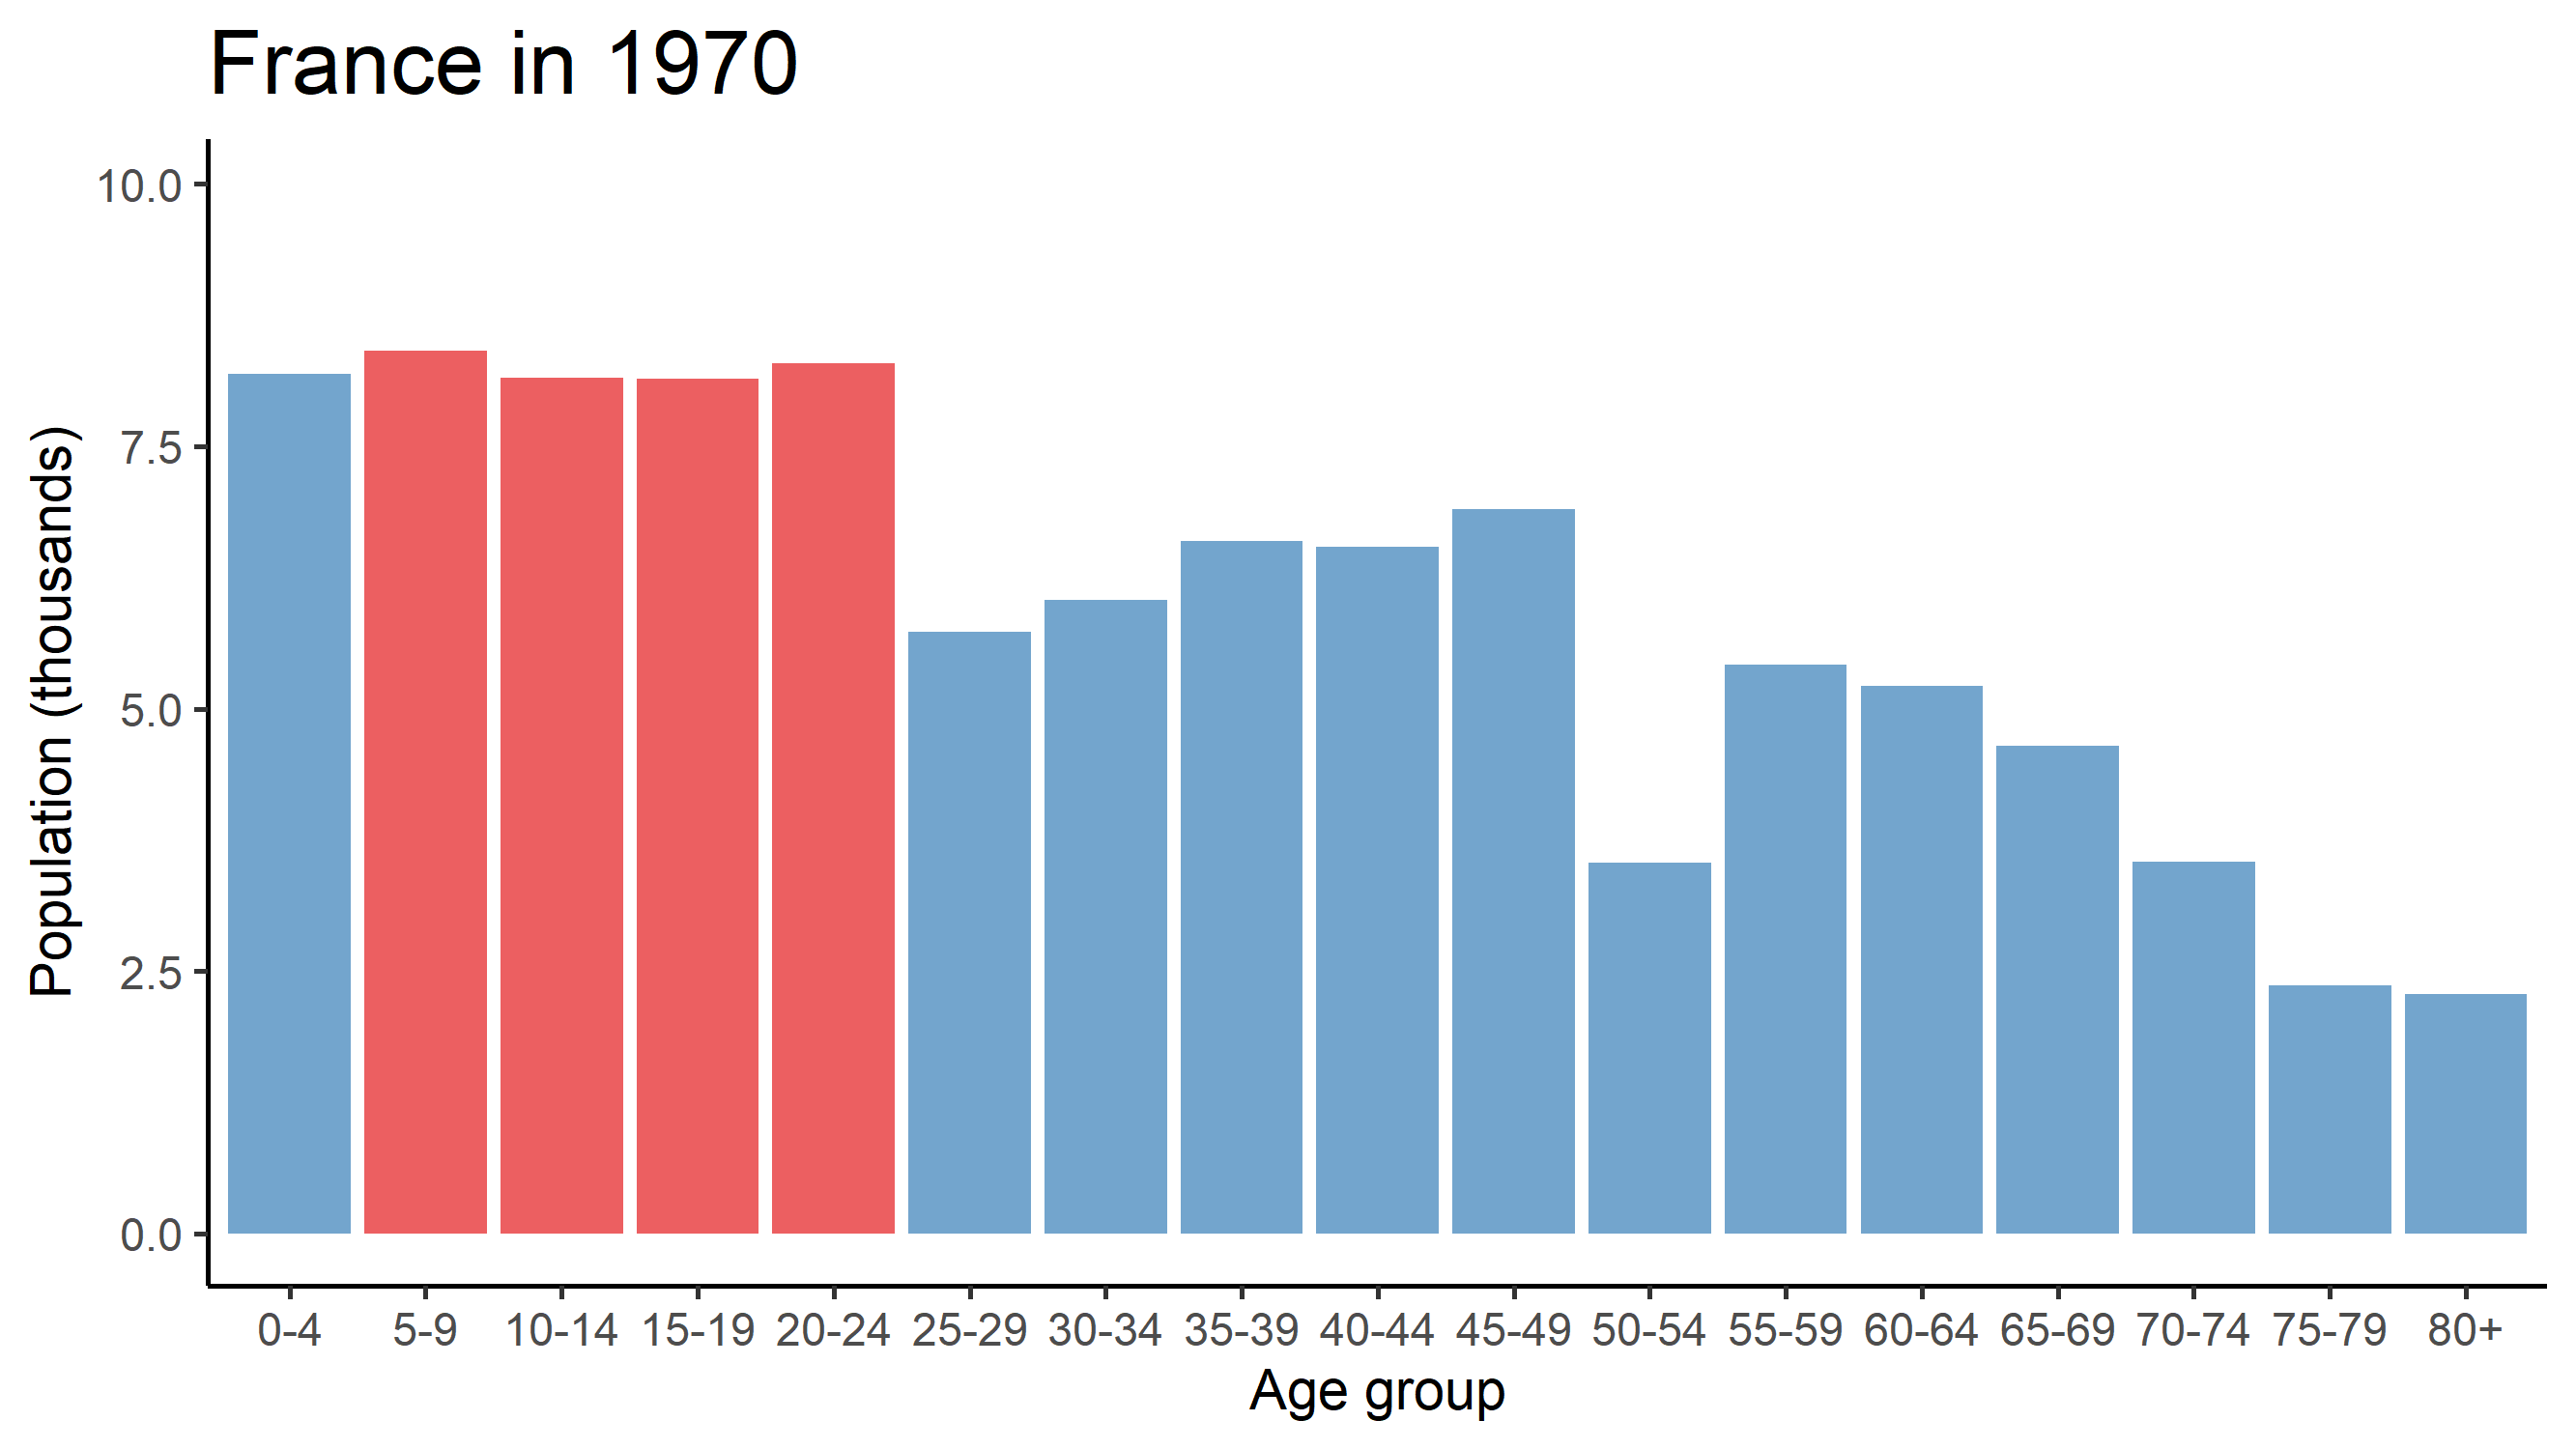 France in 1970
Population (thousands)
10.0
7.5
5.0
2.5
0.0
0-4 5-9 10-14 15-19 20-24 25-29 30-34 35-39 40-44 45-49 50-54 55-59 60-64 65-69 70-74 75-79 80+
Age group